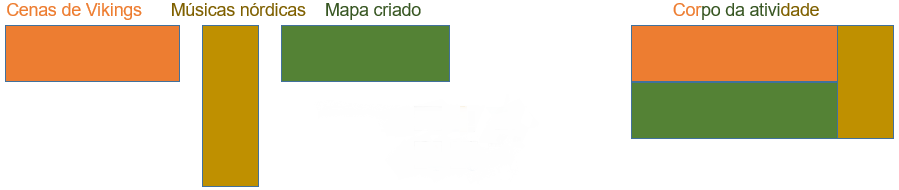 Cenas de Vikings
Músicas nórdicas
Mapa criado
Corpo da atividade